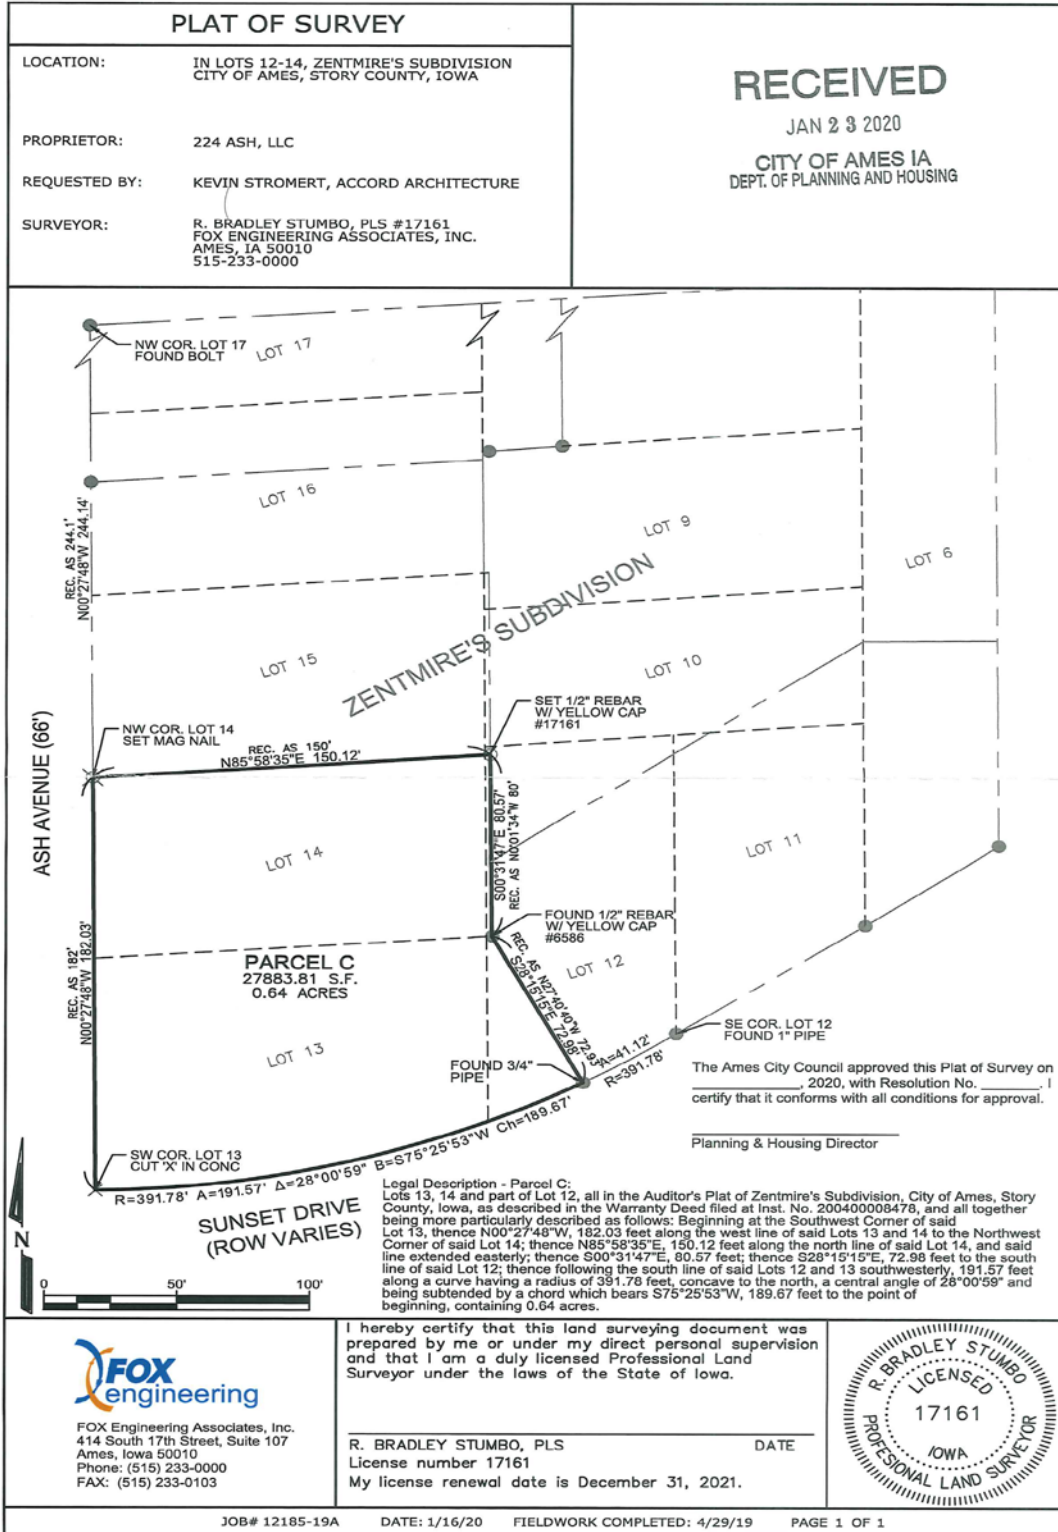 PLAT OF SURVEY
LOCATION: IN LOTS 12-14, ZENTMIRE'S SUBDIVISION
CITY OF AMES, STORY COUNTY, IOWA
PROPRIETOR: 224 ASH, LLC
REQUESTED BY: KEVIN STROMERT, ACCORD ARCHITECTURE
SURVEYOR: R. BRADLEY STUMBO, PLS #17161
FOX ENGINEERING ASSOCIATES, INC.
AMES, IA 50010
515-233-0000
RECEIVED
JAN 23 2020
CITY OF AMES IA
DEPT. OF PLANNING AND HOUSING
NW COR. LOT 17
FOUND BOLT
LOT 17
LOT 16
LOT 9
LOT 6
REC. AS 244.1'
N00°27'48"W 244.14'
ZENTMIRE'S SUBDIVISION
LOT 15
LOT 10
SET 1/2" REBAR
W/ YELLOW CAP
#17161
NW COR. LOT 14
SET MAG NAIL
REC. AS 150'
N85°58'35"E 150.12'
ASH AVENUE (66')
S00°31'47"E 80.57'
REC. AS N0°01'34"W 80'
LOT 14
LOT 11
FOUND 1/2" REBAR
W/ YELLOW CAP
#6586
REC. AS 182'
N00°27'48"W 182.03'
PARCEL C
27883.81 S.F.
0.64 ACRES
REC. AS N27°40'40"W 72.93'
S28°15'15"E 72.98'
LOT 12
LOT 13
SE COR. LOT 12
FOUND 1" PIPE
FOUND 3/4"
PIPE
A=41.12'
R=391.78'
The Ames City Council approved this Plat of Survey on
____________, 2020, with Resolution No. _______. I
certify that it conforms with all conditions for approval.
Planning & Housing Director
SW COR. LOT 13
CUT 'X' IN CONC
R=391.78' A=191.57' Δ=28°00'59" B=S75°25'53"W Ch=189.67'
SUNSET DRIVE
(ROW VARIES)
N
0 50' 100'
Legal Description - Parcel C:
Lots 13, 14 and part of Lot 12, all in the Auditor's Plat of Zentmire's Subdivision, City of Ames, Story
County, Iowa, as described in the Warranty Deed filed at Inst. No. 200400008478, and all together
being more particularly described as follows: Beginning at the Southwest Corner of said
Lot 13, thence N00°27'48"W, 182.03 feet along the west line of said Lots 13 and 14 to the Northwest
Corner of said Lot 14; thence N85°58'35"E, 150.12 feet along the north line of said Lot 14, and said
line extended easterly; thence S00°31'47"E, 80.57 feet; thence S28°15'15"E, 72.98 feet to the south
line of said Lot 12; thence following the south line of said Lots 12 and 13 southwesterly, 191.57 feet
along a curve having a radius of 391.78 feet, concave to the north, a central angle of 28°00'59" and
being subtended by a chord which bears S75°25'53"W, 189.67 feet to the point of
beginning, containing 0.64 acres.
FOX
engineering
FOX Engineering Associates, Inc.
414 South 17th Street, Suite 107
Ames, Iowa 50010
Phone: (515) 233-0000
FAX: (515) 233-0103
I hereby certify that this land surveying document was
prepared by me or under my direct personal supervision
and that I am a duly licensed Professional Land
Surveyor under the laws of the State of Iowa.
R. BRADLEY STUMBO, PLS DATE
License number 17161
My license renewal date is December 31, 2021.
R. BRADLEY STUMBO
LICENSED
17161
IOWA
PROFESIONAL LAND SURVEYOR
JOB# 12185-19A DATE: 1/16/20 FIELDWORK COMPLETED: 4/29/19 PAGE 1 OF 1